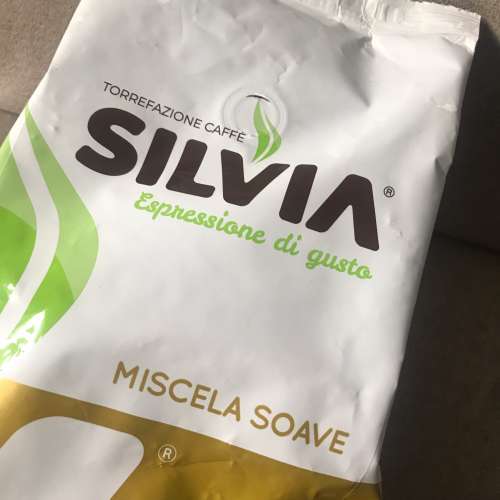 TORREFAZIONE CAFFÈ
SILVIA®
Espressione di gusto
MISCELA SOAVE
®